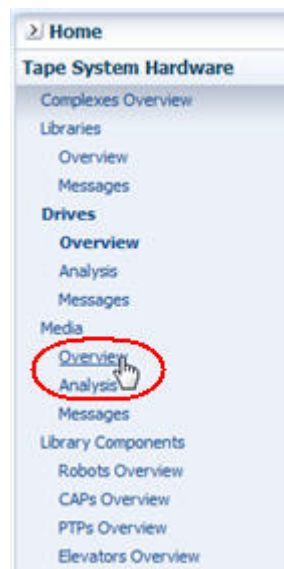 Home
Tape System Hardware
Complexes Overview
Libraries
Overview
Messages
Drives
Overview
Analysis
Messages
Media
Overview
Analysis
Messages
Library Components
Robots Overview
CAPs Overview
PTPs Overview
Elevators Overview